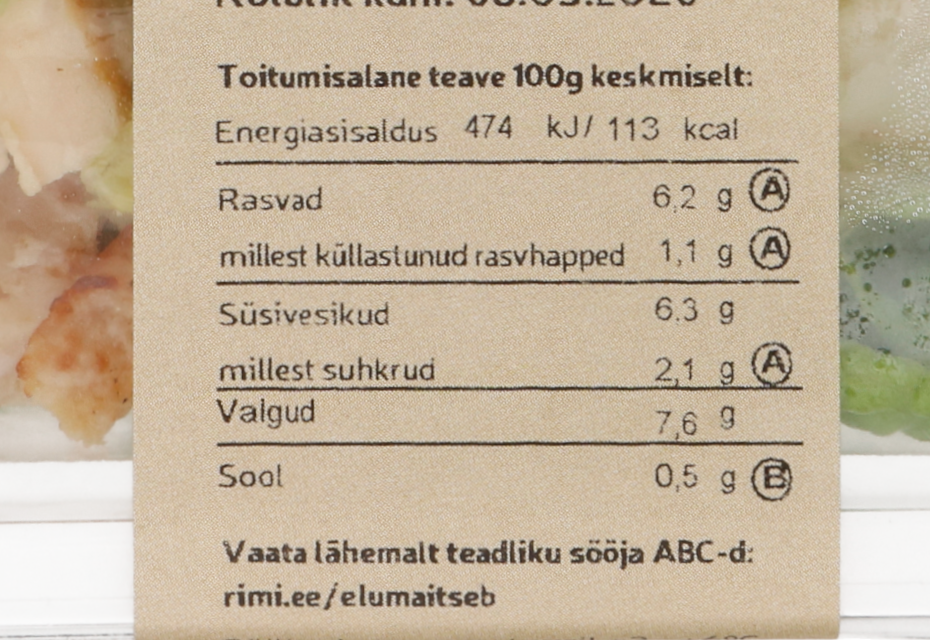 Toitumisalane teave 100g keskmiselt:
Energiasisaldus 474 kJ/ 113 kcal
Rasvad 6,2 g A
millest küllastunud rasvhapped 1,1 g A
Süsivesikud 6.3 g
millest suhkrud 2,1 g A
Valgud 7,6 g
Sool 0,5 g B
Vaata lähemalt teadliku sööja ABC-d:
rimi.ee/elumaitseb